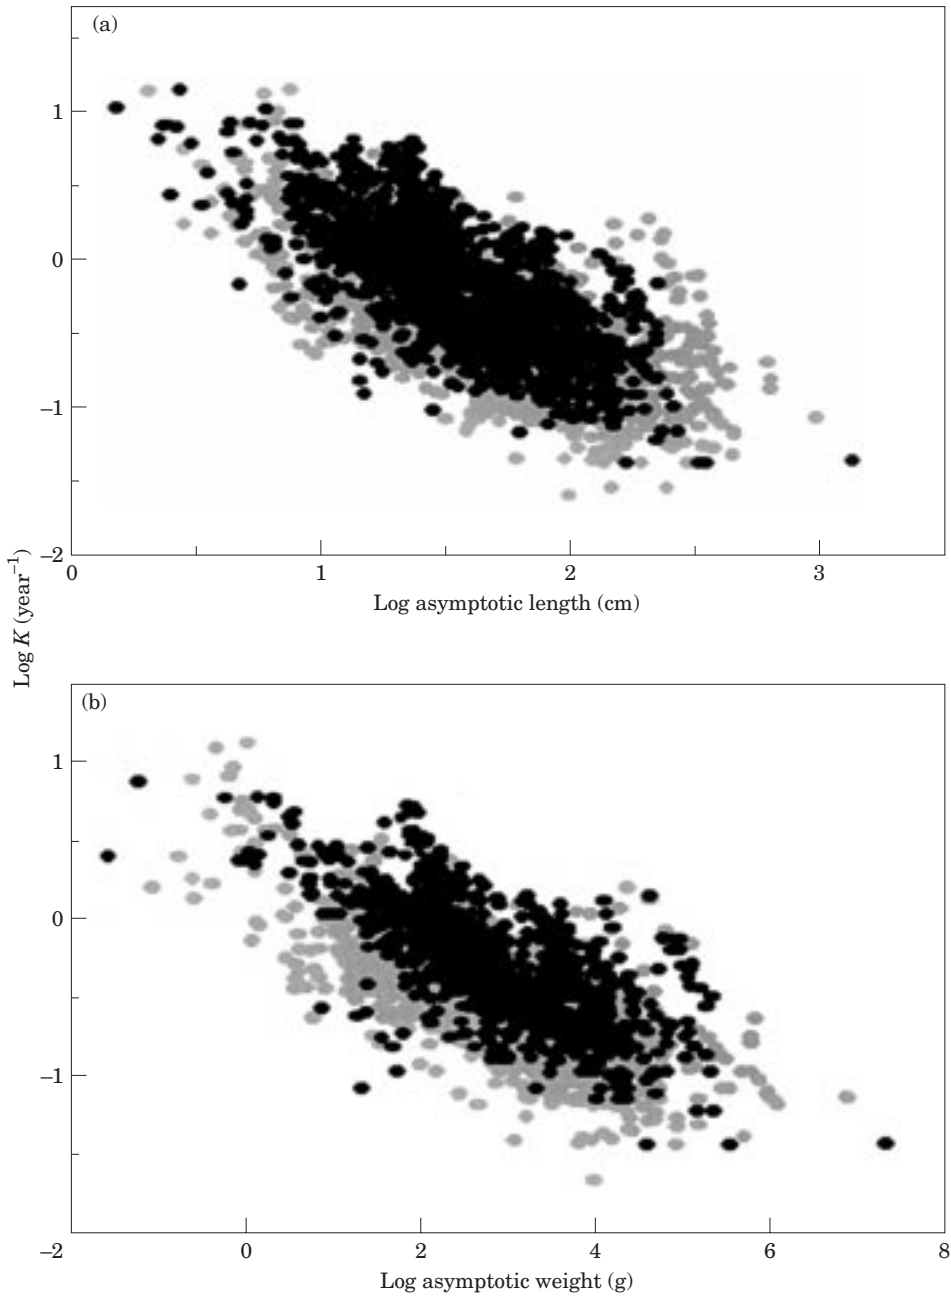 (a)
1
0
–1
–2
0 1 2 3
Log asymptotic length (cm)
Log K (year–1)
(b)
1
0
–1
–2 0 2 4 6 8
Log asymptotic weight (g)